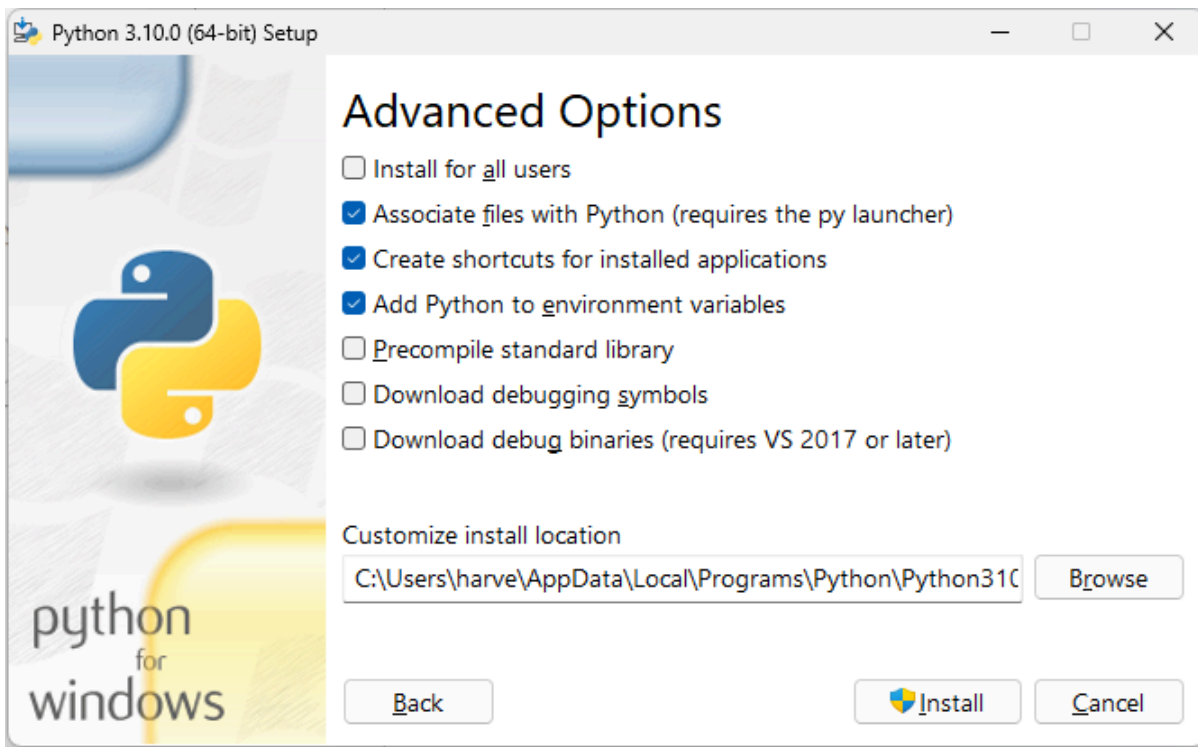 Python 3.10.0 (64-bit) Setup
Advanced Options
Install for all users
Associate files with Python (requires the py launcher)
Create shortcuts for installed applications
Add Python to environment variables
Precompile standard library
Download debugging symbols
Download debug binaries (requires VS 2017 or later)
Customize install location
C:\Users\harve\AppData\Local\Programs\Python\Python310
Browse
python
for
windows
Back
Install
Cancel